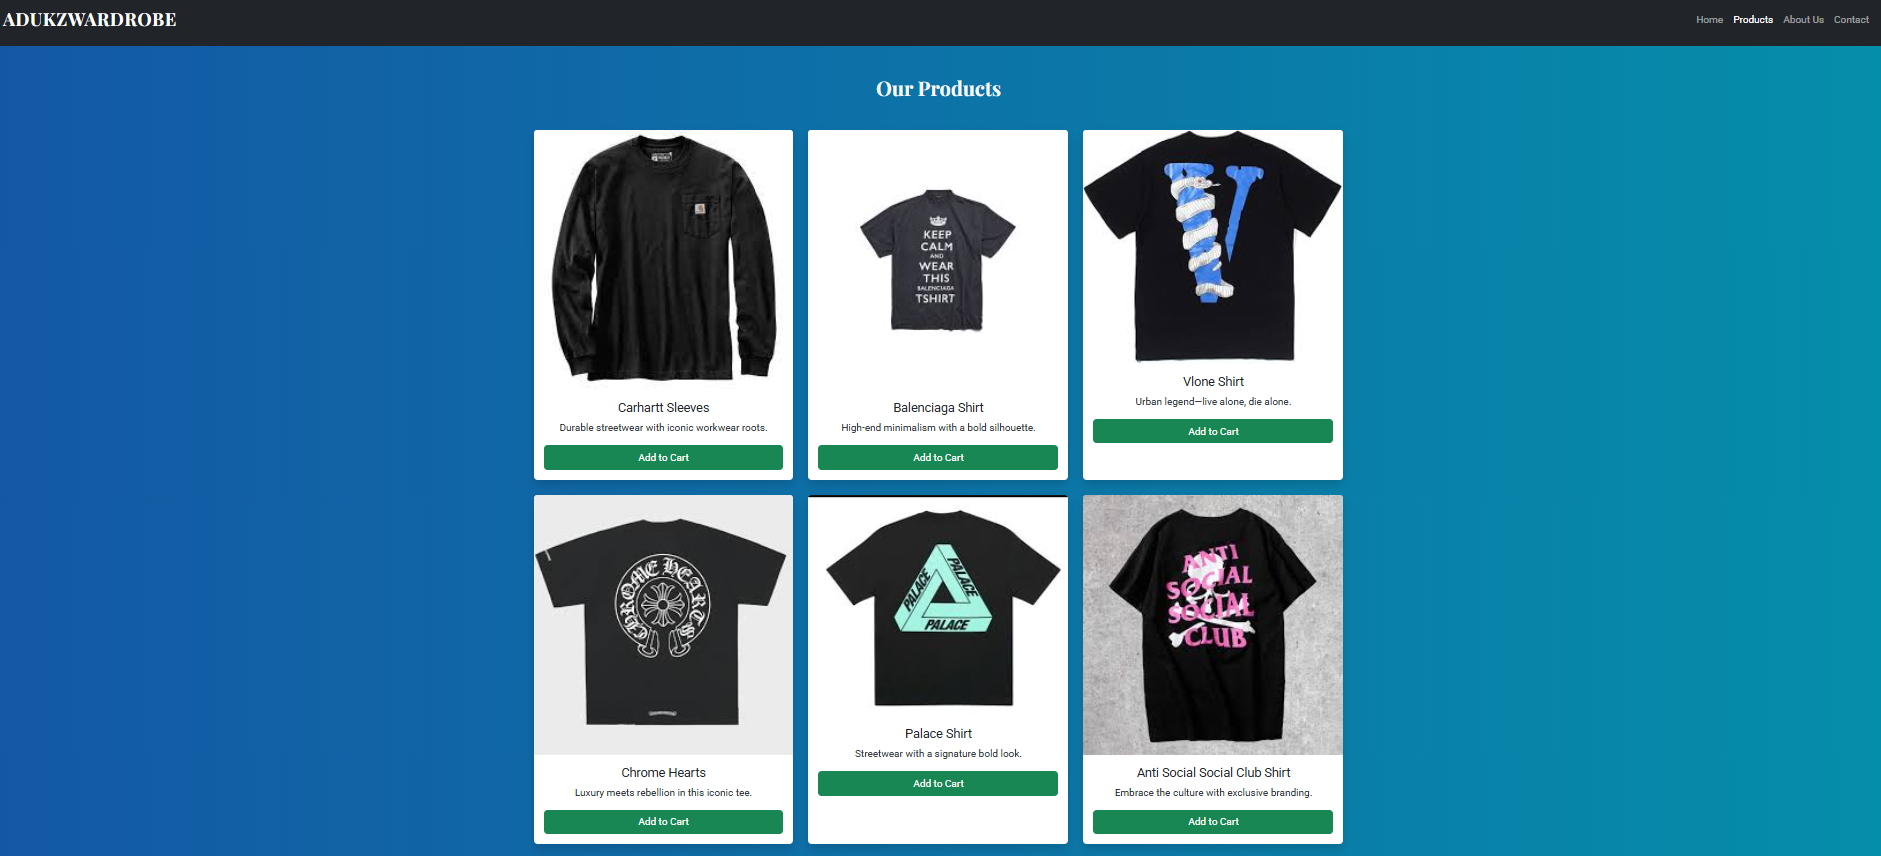 ADUKZWARDROBE
Home Products About Us Contact
Our Products
KEEP
CALM
AND
WEAR
THIS
BALENCIAGA
TSHIRT
Carhartt Sleeves
Durable streetwear with iconic workwear roots.
Add to Cart
Balenciaga Shirt
High-end minimalism with a bold silhouette.
Add to Cart
V
Vlone Shirt
Urban legend—live alone, die alone.
Add to Cart
CHROME HEARTS
PALACE
PALACE
PALACE
ANTI
SOCIAL
SOCIAL
CLUB
Chrome Hearts
Luxury meets rebellion in this iconic tee.
Add to Cart
Palace Shirt
Streetwear with a signature bold look.
Add to Cart
Anti Social Social Club Shirt
Embrace the culture with exclusive branding.
Add to Cart